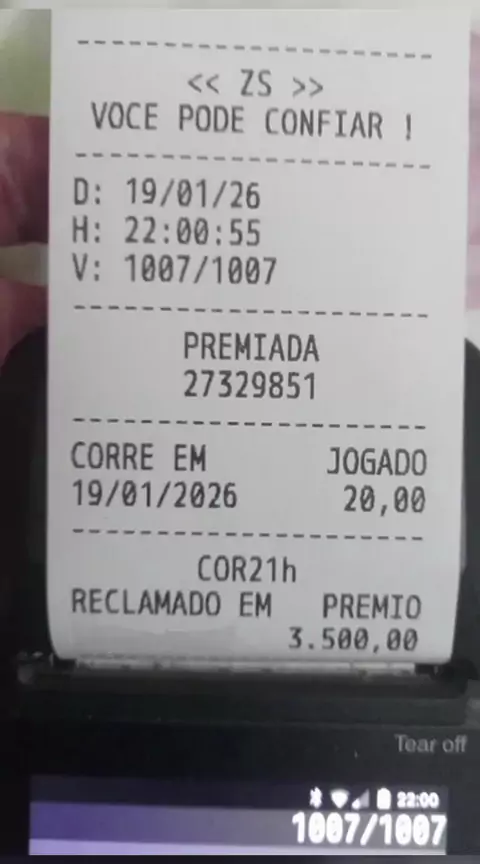 << ZS >>
VOCE PODE CONFIAR !
D: 19/01/26
H: 22:00:55
V: 1007/1007
PREMIADA
27329851
CORRE EM JOGADO
19/01/2026 20,00
COR21h
RECLAMADO EM PREMIO
3.500,00
Tear off
22:00
1007/1007